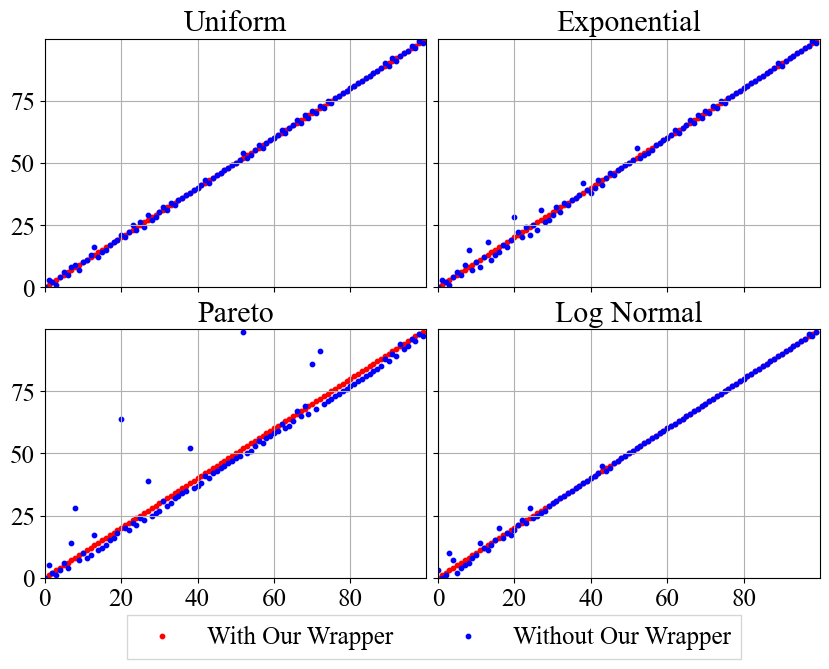 Uniform
Exponential
75
50
25
0
Pareto
Log Normal
75
50
25
0
0 20 40 60 80
0 20 40 60 80
With Our Wrapper
Without Our Wrapper